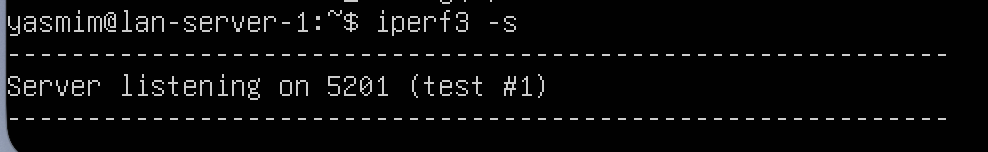 yasmim@lan-server-1:~$ iperf3 -s
-----------------------------------------------------------
Server listening on 5201 (test #1)
-----------------------------------------------------------